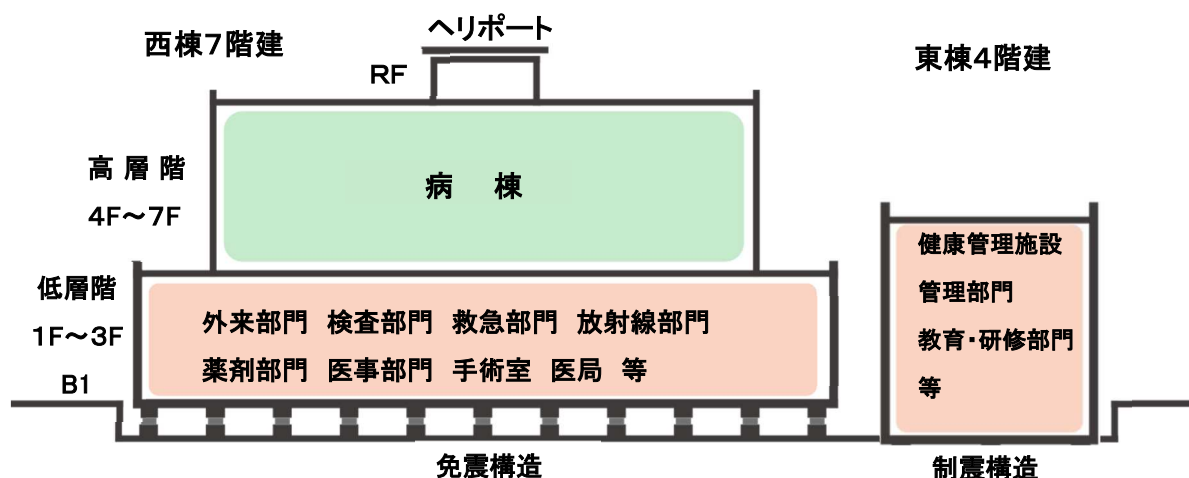 西棟7階建
ヘリポート
東棟4階建
RF
高層階
4F～7F
病棟
低層階
1F～3F
B1
外来部門 検査部門 救急部門 放射線部門
薬剤部門 医事部門 手術室 医局 等
健康管理施設
管理部門
教育・研修部門
等
免震構造
制震構造